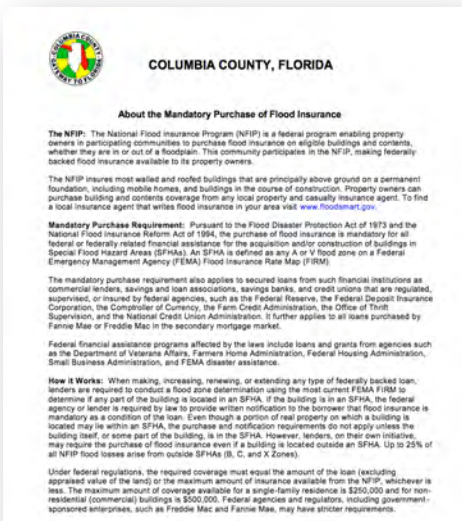 COLUMBIA COUNTY
GATEWAY TO FLORIDA
COLUMBIA COUNTY, FLORIDA
About the Mandatory Purchase of Flood Insurance
The NFIP: The National Flood Insurance Program (NFIP) is a federal program enabling property
owners in participating communities to purchase flood insurance on eligible buildings and contents,
whether they are in or out of a floodplain. This community participates in the NFIP, making federally
backed flood insurance available to its property owners.
The NFIP insures most walled and roofed buildings that are principally above ground on a permanent
foundation, including mobile homes, and buildings in the course of construction. Property owners can
purchase building and contents coverage from any local property and casualty insurance agent. To find
a local insurance agent that writes flood insurance in your area visit www.floodsmart.gov.
Mandatory Purchase Requirement: Pursuant to the Flood Disaster Protection Act of 1973 and the
National Flood Insurance Reform Act of 1994, the purchase of flood insurance is mandatory for all
federal or federally related financial assistance for the acquisition and/or construction of buildings in
Special Flood Hazard Areas (SFHAs). An SFHA is defined as any A or V flood zone on a Federal
Emergency Management Agency (FEMA) Flood Insurance Rate Map (FIRM).
The mandatory purchase requirement also applies to secured loans from such financial institutions as
commercial lenders, savings and loan associations, savings banks, and credit unions that are regulated,
supervised, or insured by federal agencies, such as the Federal Reserve, the Federal Deposit Insurance
Corporation, the Comptroller of Currency, the Farm Credit Administration, the Office of Thrift
Supervision, and the National Credit Union Administration. It further applies to all loans purchased by
Fannie Mae or Freddie Mac in the secondary mortgage market.
Federal financial assistance programs affected by the laws include loans and grants from agencies such
as the Department of Veterans Affairs, Farmers Home Administration, Federal Housing Administration,
Small Business Administration, and FEMA disaster assistance.
How it Works: When making, increasing, renewing, or extending any type of federally backed loan,
lenders are required to conduct a flood zone determination using the most current FEMA FIRM to
determine if any part of the building is located in an SFHA. If the building is in an SFHA, the federal
agency or lender is required by law to provide written notification to the borrower that flood insurance is
mandatory as a condition of the loan. Even though a portion of real property on which a building is
located may lie within an SFHA, the purchase and notification requirements do not apply unless the
building itself, or some part of the building, is in the SFHA. However, lenders, on their own initiative,
may require the purchase of flood insurance even if a building is located outside an SFHA. Up to 25% of
all NFIP flood losses arise from outside SFHAs (B, C, and X Zones).
Under federal regulations, the required coverage must equal the amount of the loan (excluding
appraised value of the land) or the maximum amount of insurance available from the NFIP, whichever is
less. The maximum amount of coverage available for a single-family residence is $250,000 and for non-
residential (commercial) buildings is $500,000. Federal agencies and regulators, including government-
sponsored enterprises, such as Freddie Mac and Fannie Mae, may have stricter requirements.